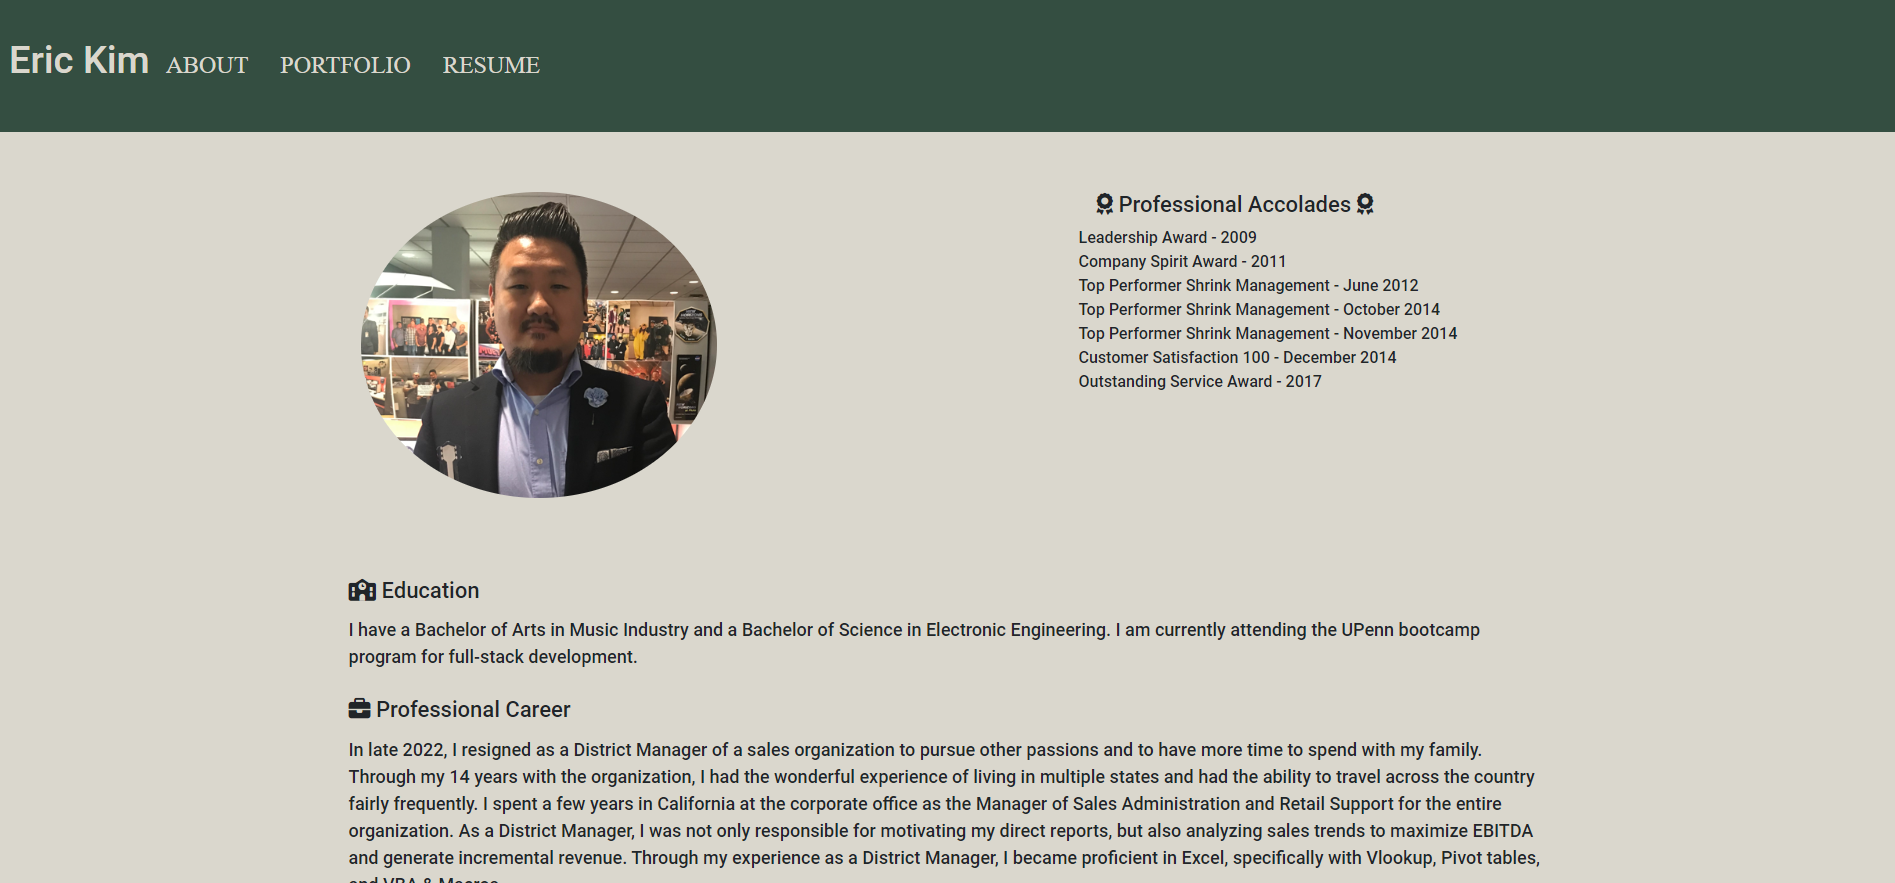 Eric Kim ABOUT PORTFOLIO RESUME
Professional Accolades
Leadership Award - 2009
Company Spirit Award - 2011
Top Performer Shrink Management - June 2012
Top Performer Shrink Management - October 2014
Top Performer Shrink Management - November 2014
Customer Satisfaction 100 - December 2014
Outstanding Service Award - 2017
Education
I have a Bachelor of Arts in Music Industry and a Bachelor of Science in Electronic Engineering. I am currently attending the UPenn bootcamp
program for full-stack development.
Professional Career
In late 2022, I resigned as a District Manager of a sales organization to pursue other passions and to have more time to spend with my family.
Through my 14 years with the organization, I had the wonderful experience of living in multiple states and had the ability to travel across the country
fairly frequently. I spent a few years in California at the corporate office as the Manager of Sales Administration and Retail Support for the entire
organization. As a District Manager, I was not only responsible for motivating my direct reports, but also analyzing sales trends to maximize EBITDA
and generate incremental revenue. Through my experience as a District Manager, I became proficient in Excel, specifically with Vlookup, Pivot tables,
and VBA & Macros